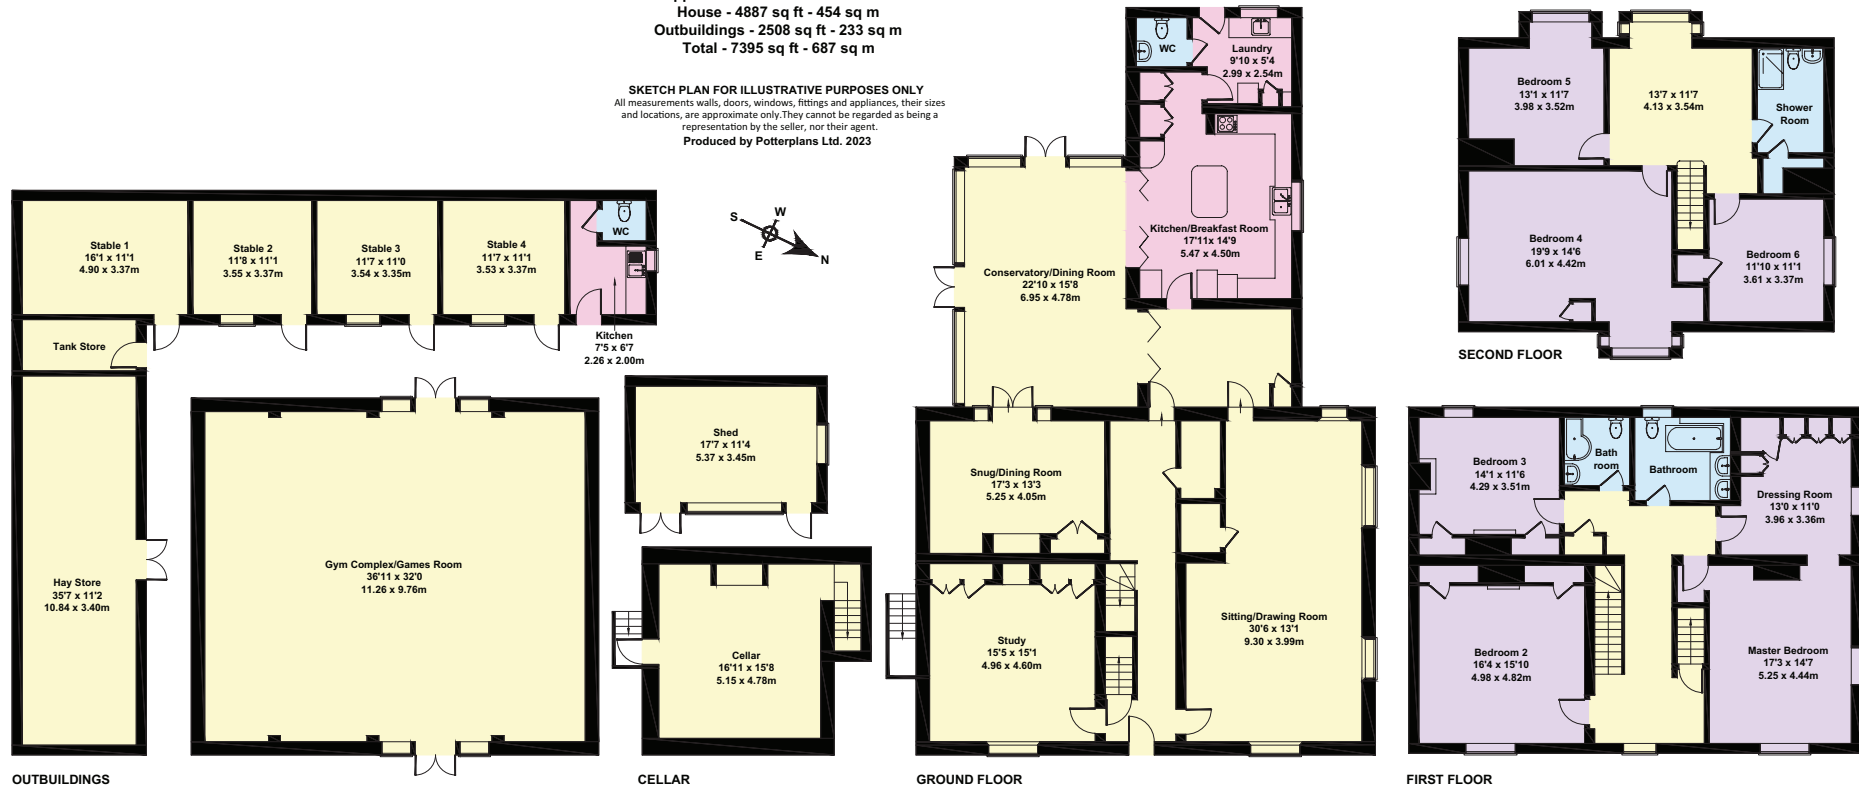 House - 4887 sq ft - 454 sq m
Outbuildings - 2508 sq ft - 233 sq m
Total - 7395 sq ft - 687 sq m
SKETCH PLAN FOR ILLUSTRATIVE PURPOSES ONLY
All measurements walls, doors, windows, fittings and appliances, their sizes
and locations, are approximate only.They cannot be regarded as being a
representation by the seller, nor their agent.
Produced by Potterplans Ltd. 2023
S
W
E
N
Stable 1
16'1 x 11'1
4.90 x 3.37m
Stable 2
11'8 x 11'1
3.55 x 3.37m
Stable 3
11'7 x 11'0
3.54 x 3.35m
Stable 4
11'7 x 11'1
3.53 x 3.37m
WC
Kitchen
7'5 x 6'7
2.26 x 2.00m
Tank Store
Hay Store
35'7 x 11'2
10.84 x 3.40m
Gym Complex/Games Room
36'11 x 32'0
11.26 x 9.76m
OUTBUILDINGS
Shed
17'7 x 11'4
5.37 x 3.45m
Cellar
16'11 x 15'8
5.15 x 4.78m
CELLAR
WC
Laundry
9'10 x 5'4
2.99 x 2.54m
Kitchen/Breakfast Room
17'11x 14'9
5.47 x 4.50m
Conservatory/Dining Room
22'10 x 15'8
6.95 x 4.78m
Snug/Dining Room
17'3 x 13'3
5.25 x 4.05m
Study
15'5 x 15'1
4.96 x 4.60m
Sitting/Drawing Room
30'6 x 13'1
9.30 x 3.99m
GROUND FLOOR
Bedroom 5
13'1 x 11'7
3.98 x 3.52m
13'7 x 11'7
4.13 x 3.54m
Shower
Room
Bedroom 4
19'9 x 14'6
6.01 x 4.42m
Bedroom 6
11'10 x 11'1
3.61 x 3.37m
SECOND FLOOR
Bedroom 3
14'1 x 11'6
4.29 x 3.51m
Bath
room
Bathroom
Dressing Room
13'0 x 11'0
3.96 x 3.36m
Bedroom 2
16'4 x 15'10
4.98 x 4.82m
Master Bedroom
17'3 x 14'7
5.25 x 4.44m
FIRST FLOOR